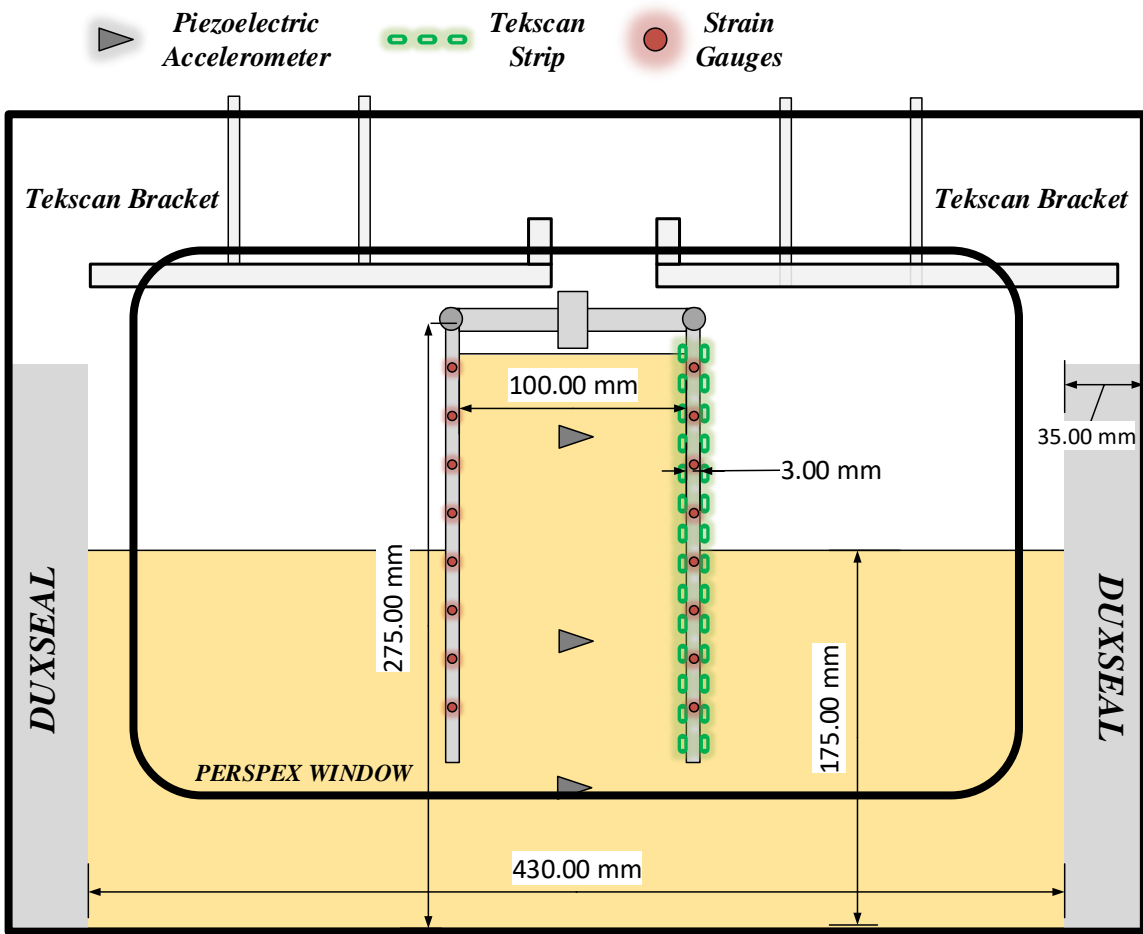 Piezoelectric
Accelerometer
Tekscan
Strip
Strain
Gauges
Tekscan Bracket
Tekscan Bracket
100.00 mm
35.00 mm
3.00 mm
275.00 mm
175.00 mm
DUXSEAL
DUXSEAL
PERSPEX WINDOW
430.00 mm